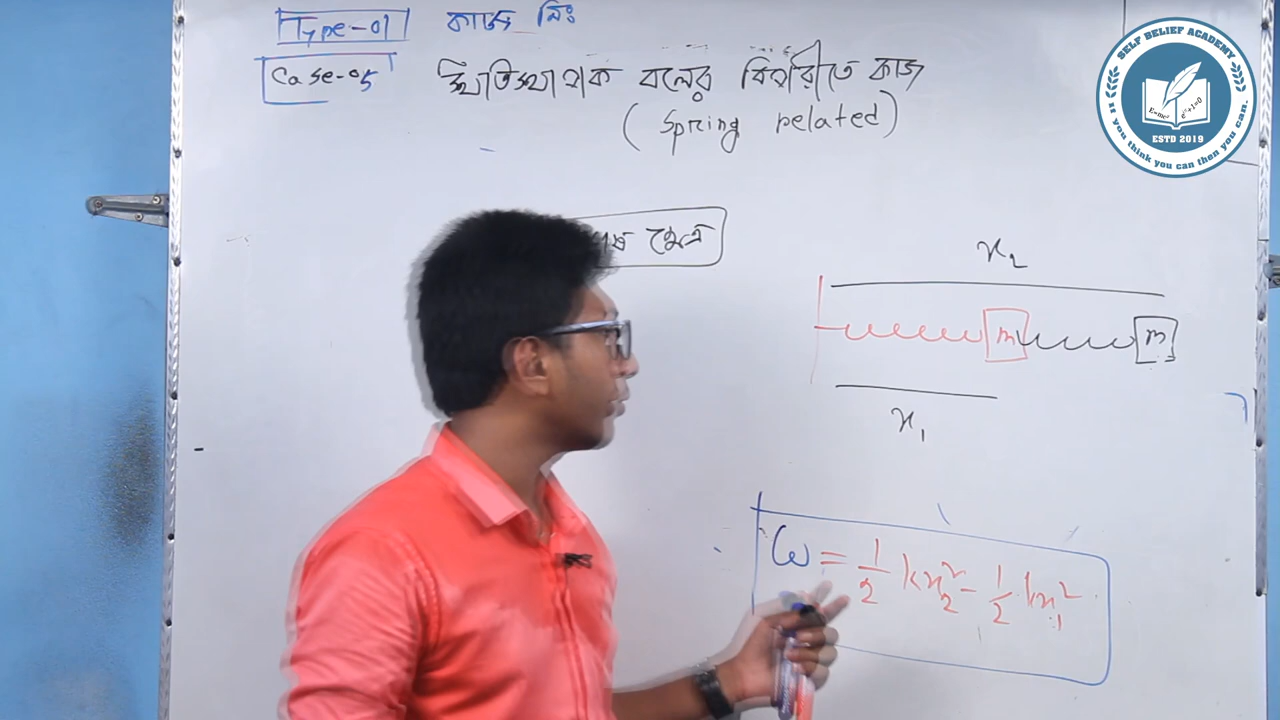 Type-01 কাজ নিঃ
Case-05 স্থিতিস্থাপক বলের বিপরীতে কাজ
(Spring related)
ক্ষেত্র
x₂
m m
x₁
W = 1/2 kx₂² - 1/2 kx₁²
SELF BELIEF ACADEMY
E=mc²
ESTD 2019
If you think you can then you can.